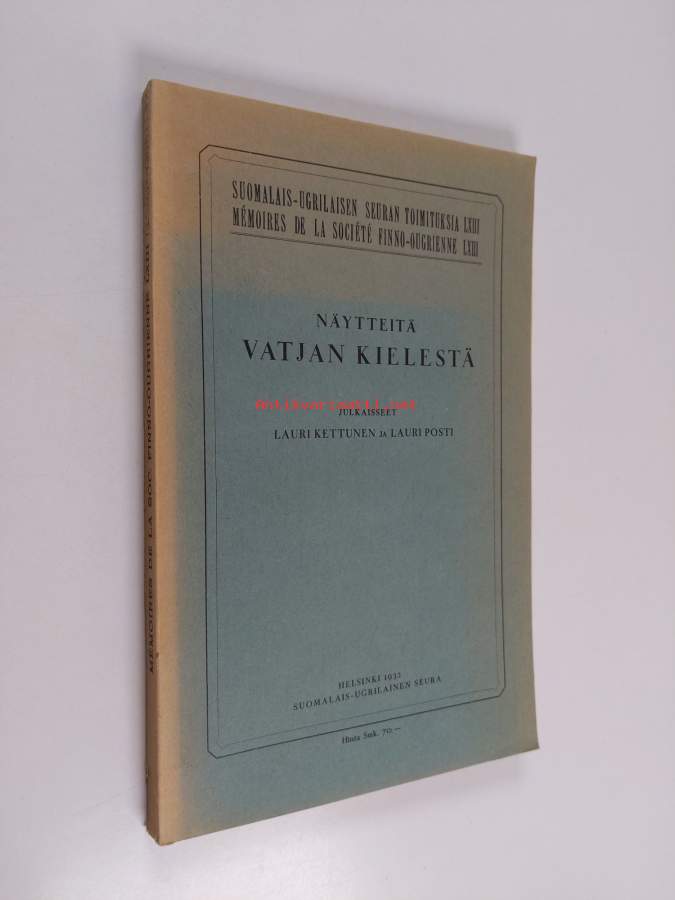 SUOMALAIS-UGRILAISEN SEURAN TOIMITUKSIA LXIII
MÉMOIRES DE LA SOCIÉTÉ FINNO-OUGRIENNE LXIII
NÄYTTEITÄ
VATJAN KIELESTÄ
JULKAISSEET
LAURI KETTUNEN JA LAURI POSTI
HELSINKI 1932
SUOMALAIS-UGRILAINEN SEURA
Hinta Smk. 70:—
MÉMOIRES DE LA SOC. FINNO-OUGRIENNE LXIII